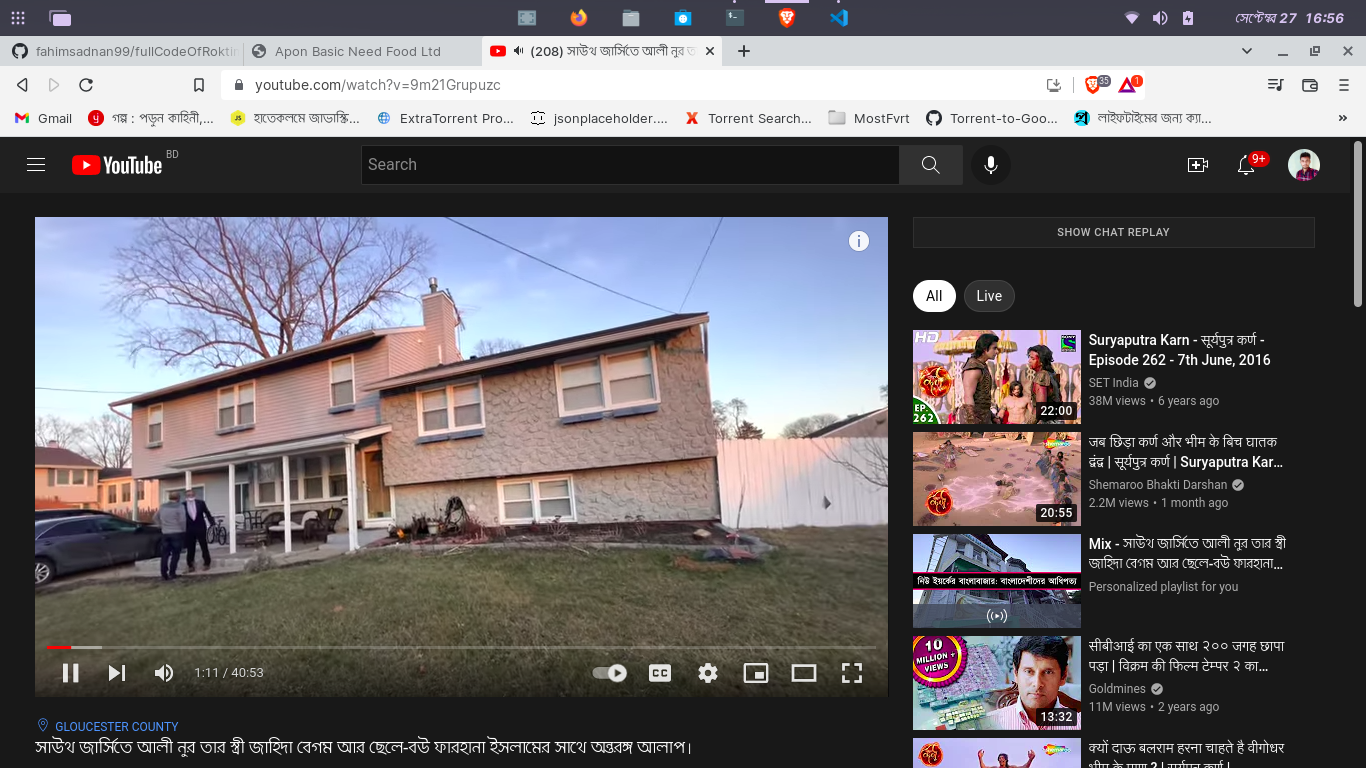 সেপ্টেম্বর 27 16:56
fahimsadnan99/fullCodeOfRoktin
Apon Basic Need Food Ltd
(208) সাউথ জার্সিতে আলী নুর ত
youtube.com/watch?v=9m21Grupuzc
35
1
Gmail
গল্প : পড়ুন কাহিনী,...
হাতেকলমে জাভাস্ক্রি...
ExtraTorrent Pro...
jsonplaceholder....
Torrent Search...
MostFvrt
Torrent-to-Goo...
লাইফটাইমের জন্য ক্যা...
»
YouTube BD
Search
9+
SHOW CHAT REPLAY
All
Live
HD
EP.
262
22:00
Suryaputra Karn - सूर्यपुत्र कर्ण -
Episode 262 - 7th June, 2016
SET India
38M views • 6 years ago
20:55
जब छिड़ा कर्ण और भीम के बिच घातक
द्वंद्व | सूर्यपुत्र कर्ण | Suryaputra Kar...
Shemaroo Bhakti Darshan
2.2M views • 1 month ago
নিউ ইয়র্কের বাংলাবাজার: বাংলাদেশীদের আধিপত্য
Mix - সাউথ জার্সিতে আলী নুর তার স্ত্রী
জাহিদা বেগম আর ছেলে-বউ ফারহানা...
Personalized playlist for you
10
MILLION +
VIEWS
13:32
सीबीआई का एक साथ २०० जगह छापा
पड़ा | विक्रम की फिल्म टेम्पर २ का...
Goldmines
11M views • 2 years ago
क्यों दाऊ बलराम हरना चाहते है वीगोधर
1:11 / 40:53
CC
GLOUCESTER COUNTY
সাউথ জার্সিতে আলী নুর তার স্ত্রী জাহিদা বেগম আর ছেলে-বউ ফারহানা ইসলামের সাথে অন্তরঙ্গ আলাপ।